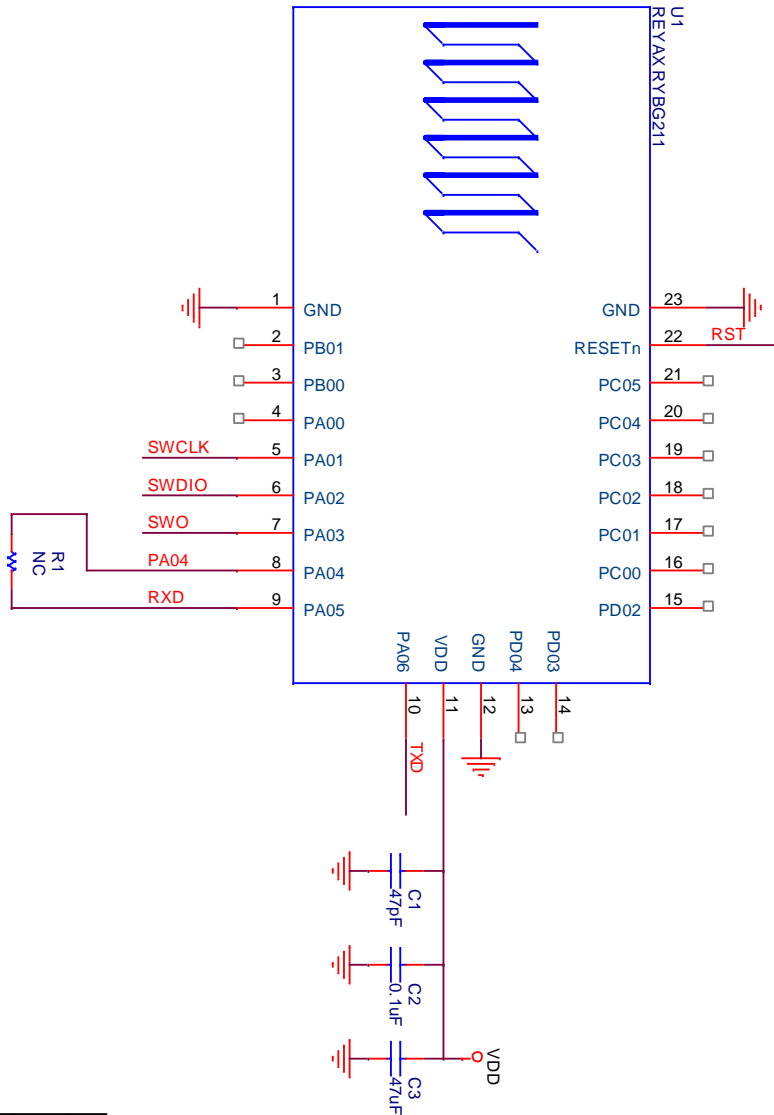 U1
REYAX RYBG211
1
GND
2
PB01
3
PB00
4
PA00
SWCLK
5
PA01
SWDIO
6
PA02
SWO
7
PA03
PA04
8
PA04
RXD
9
PA05
R1
NC
23
GND
22
RESETn
RST
21
PC05
20
PC04
19
PC03
18
PC02
17
PC01
16
PC00
15
PD02
PA06
VDD
GND
PD04
PD03
10
11
12
13
14
TXD
C1
47pF
C2
0.1uF
C3
47uF
VDD